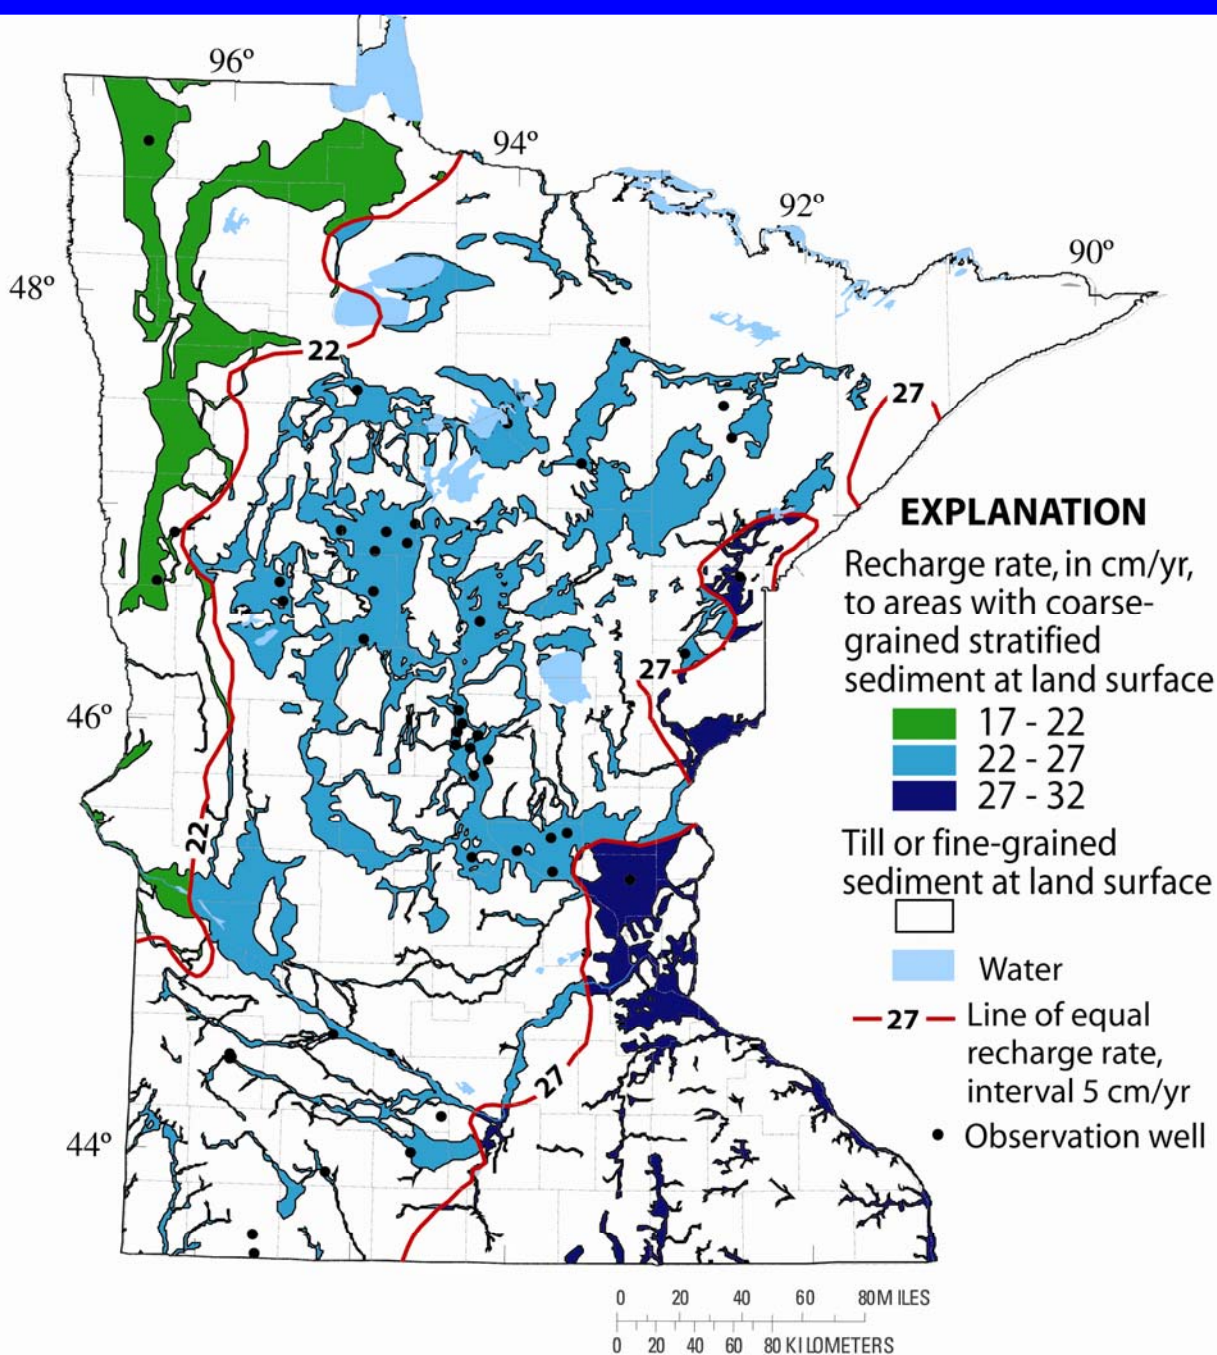 96°
94°
92°
90°
48°
22
27
EXPLANATION
Recharge rate, in cm/yr,
to areas with coarse-
grained stratified
sediment at land surface
27
46°
17 - 22
22 - 27
27 - 32
22
Till or fine-grained
sediment at land surface
Water
27 Line of equal
recharge rate,
interval 5 cm/yr
27
44°
Observation well
0 20 40 60 80 MILES
0 20 40 60 80 KILOMETERS